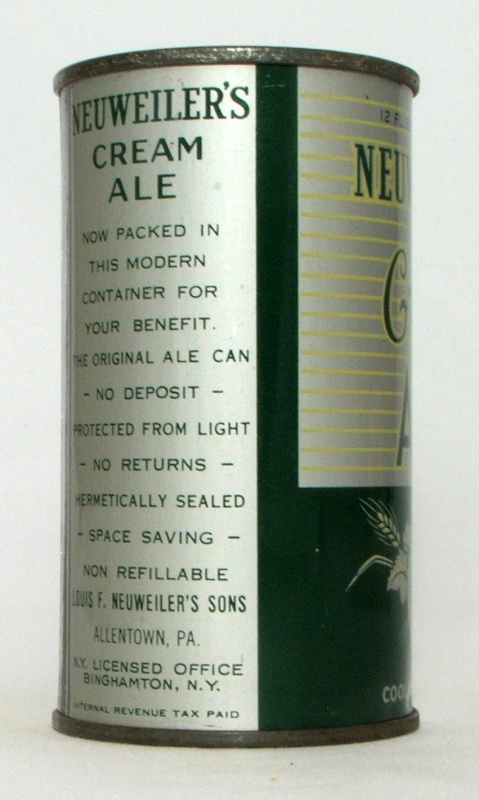 NEUWEILER'S
CREAM
ALE
NOW PACKED IN
THIS MODERN
CONTAINER FOR
YOUR BENEFIT.
THE ORIGINAL ALE CAN
- NO DEPOSIT -
PROTECTED FROM LIGHT
- NO RETURNS -
HERMETICALLY SEALED
- SPACE SAVING -
NON REFILLABLE
LOUIS F. NEUWEILER'S SONS
ALLENTOWN, PA.
N.Y. LICENSED OFFICE
BINGHAMTON, N.Y.
INTERNAL REVENUE TAX PAID
12 FL
NEU
C
A
COO